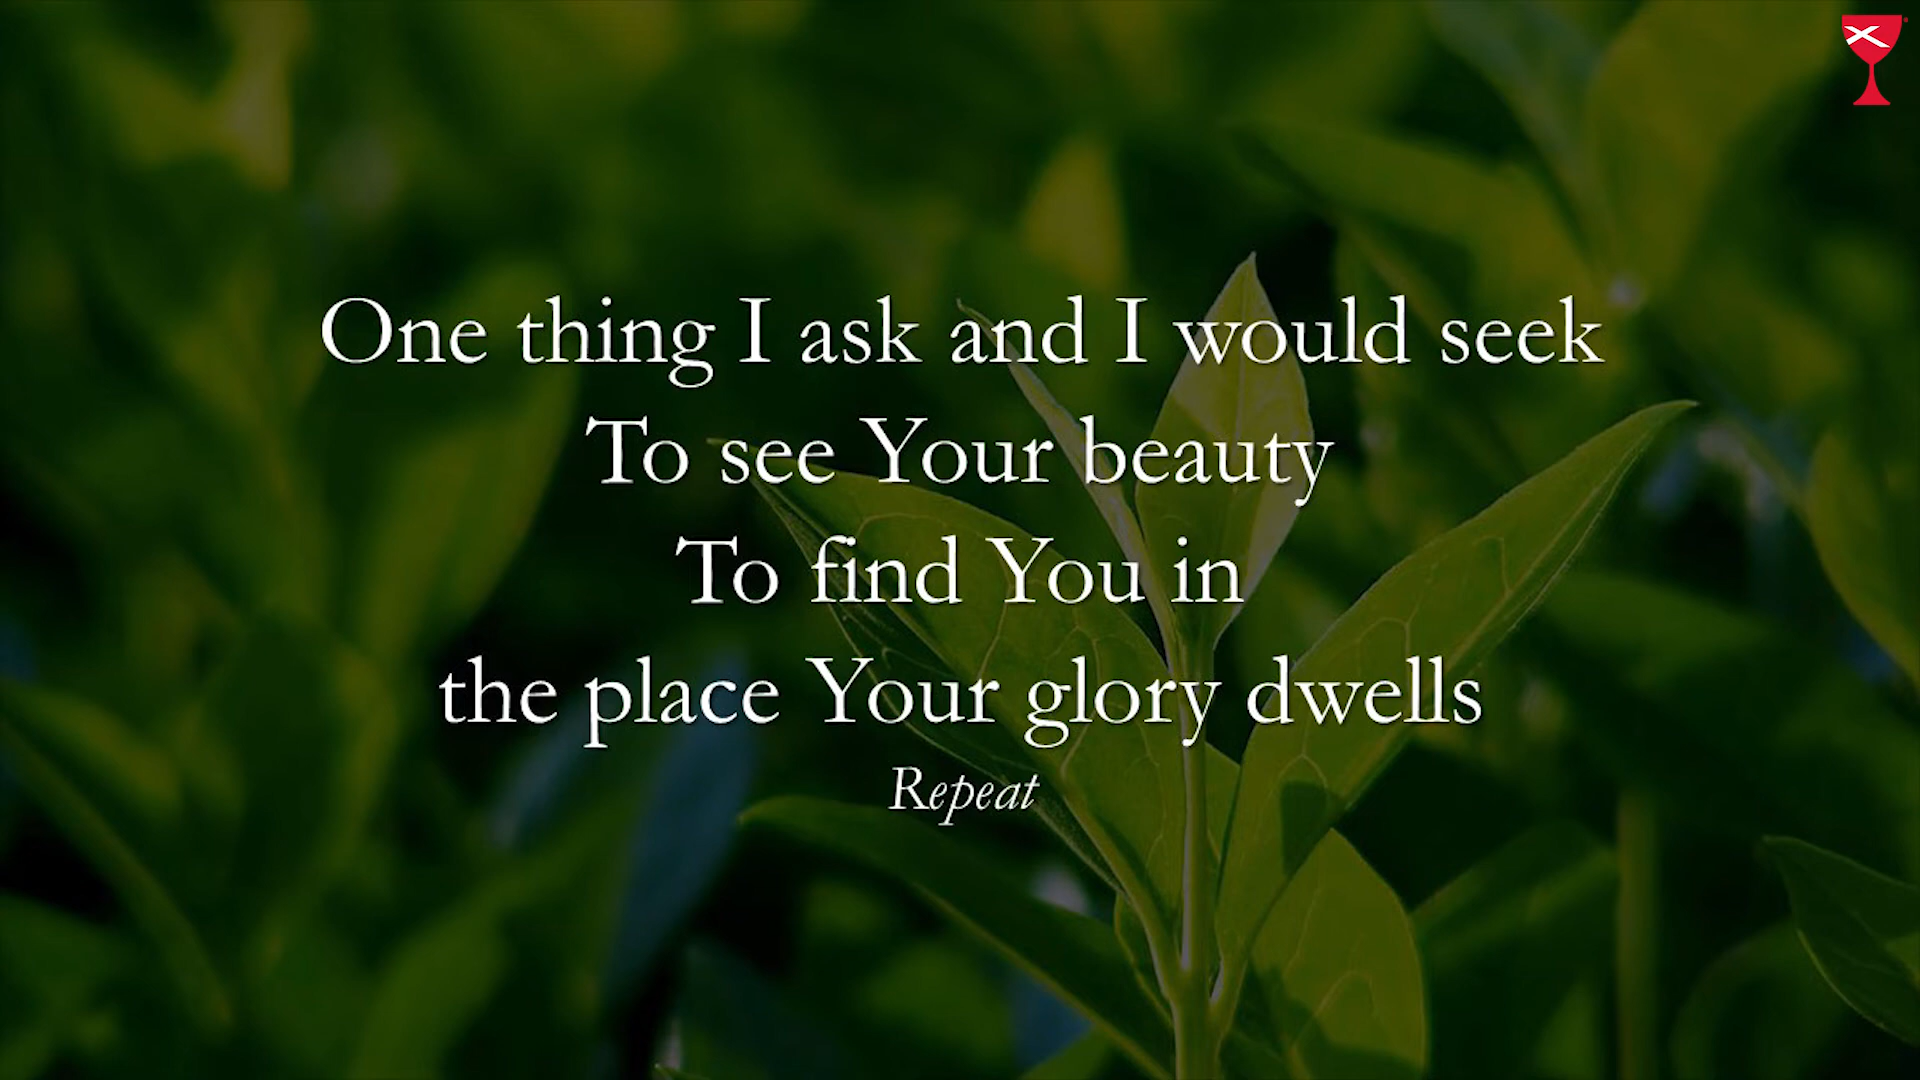 One thing I ask and I would seek
To see Your beauty
To find You in
the place Your glory dwells
Repeat